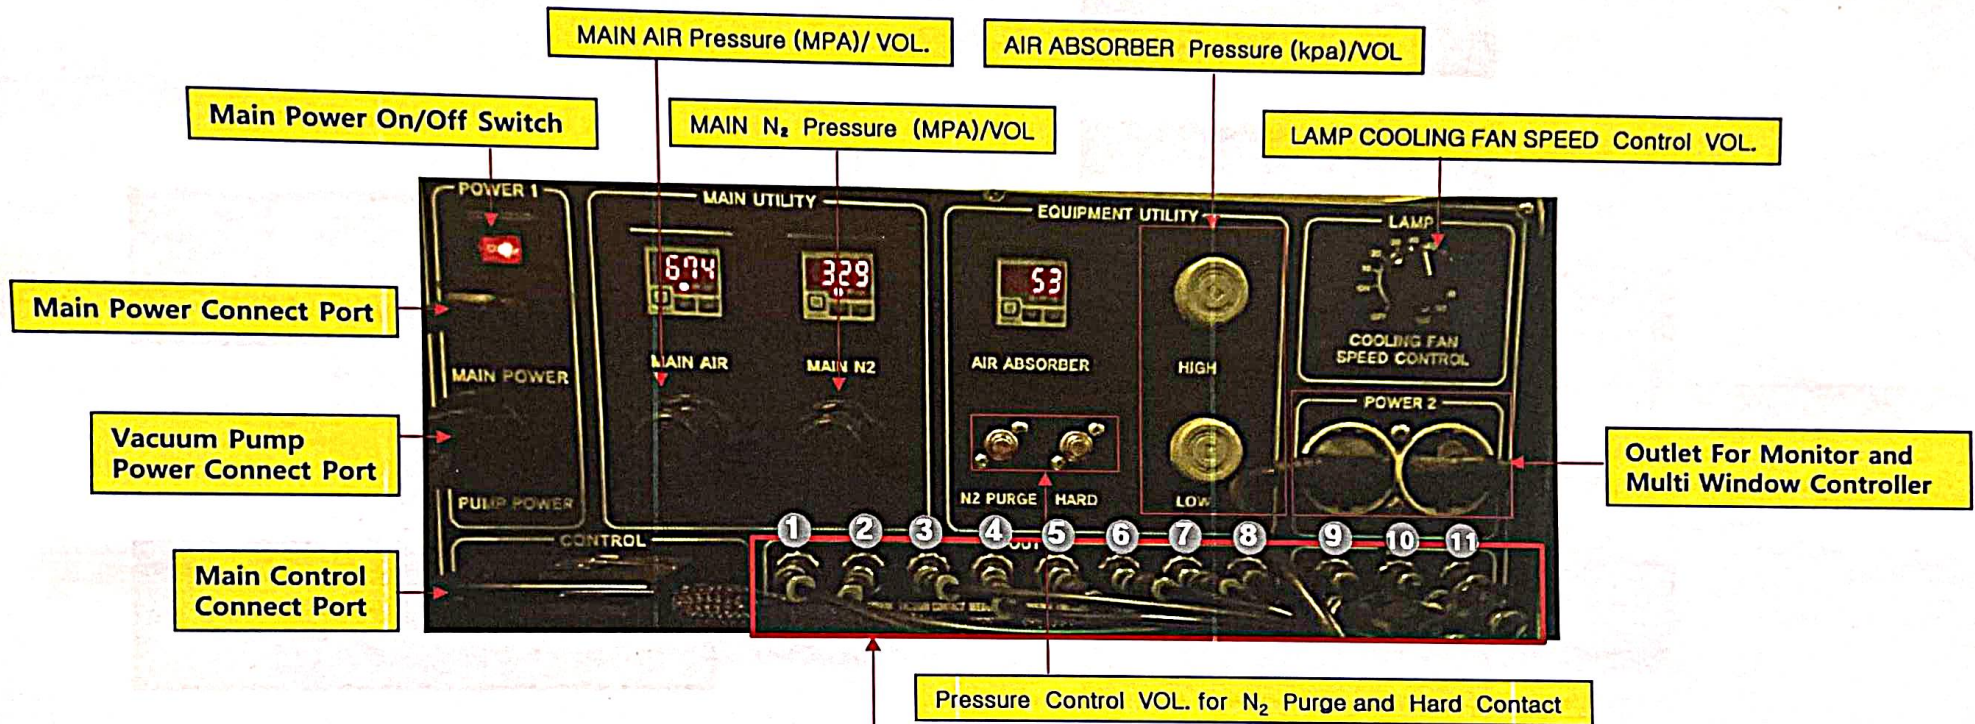 MAIN AIR Pressure (MPA)/ VOL.
AIR ABSORBER Pressure (kpa)/VOL
Main Power On/Off Switch
MAIN N₂ Pressure (MPA)/VOL
LAMP COOLING FAN SPEED Control VOL.
POWER 1
MAIN UTILITY
EQUIPMENT UTILITY
LAMP
674
329
53
Main Power Connect Port
COOLING FAN
SPEED CONTROL
MAIN AIR
MAIN N2
AIR ABSORBER
HIGH
MAIN POWER
POWER 2
Vacuum Pump
Power Connect Port
Outlet For Monitor and
Multi Window Controller
PUMP POWER
N2 PURGE HARD
LOW
1 2 3 4 5 6 7 8 9 10 11
CONTROL
OUT
Main Control
Connect Port
Pressure Control VOL. for N₂ Purge and Hard Contact